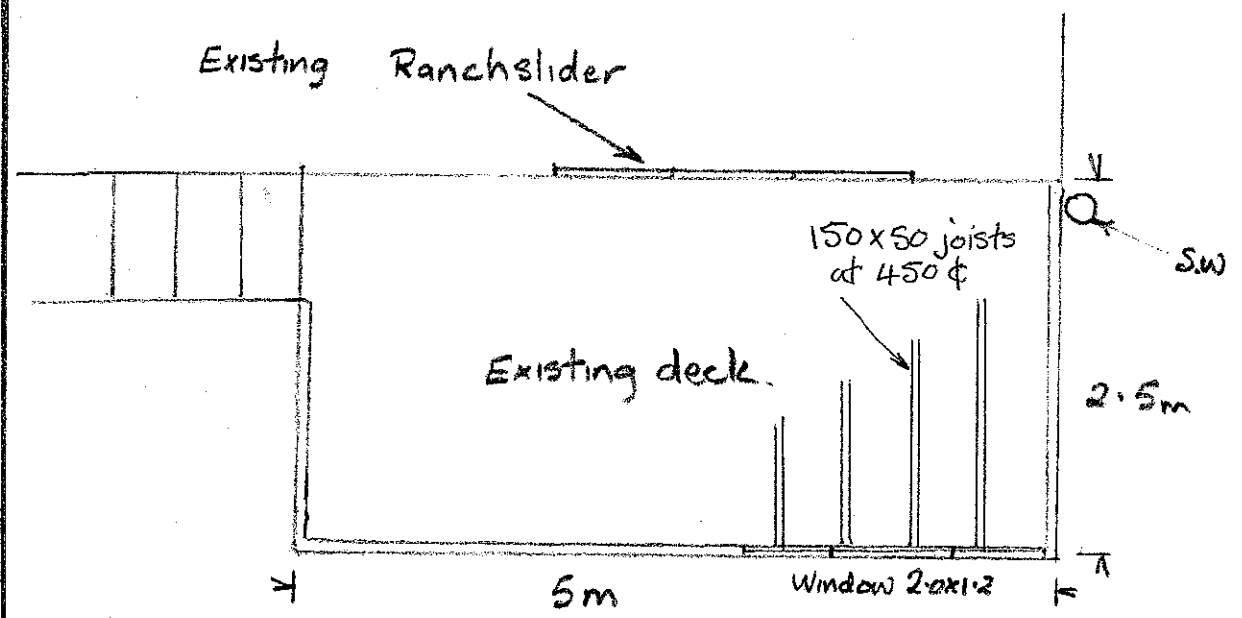 Existing Ranchslider
150x50 joists
at 450 ¢
S.W
Existing deck.
2.5m
Window 2.0x1.2
5m